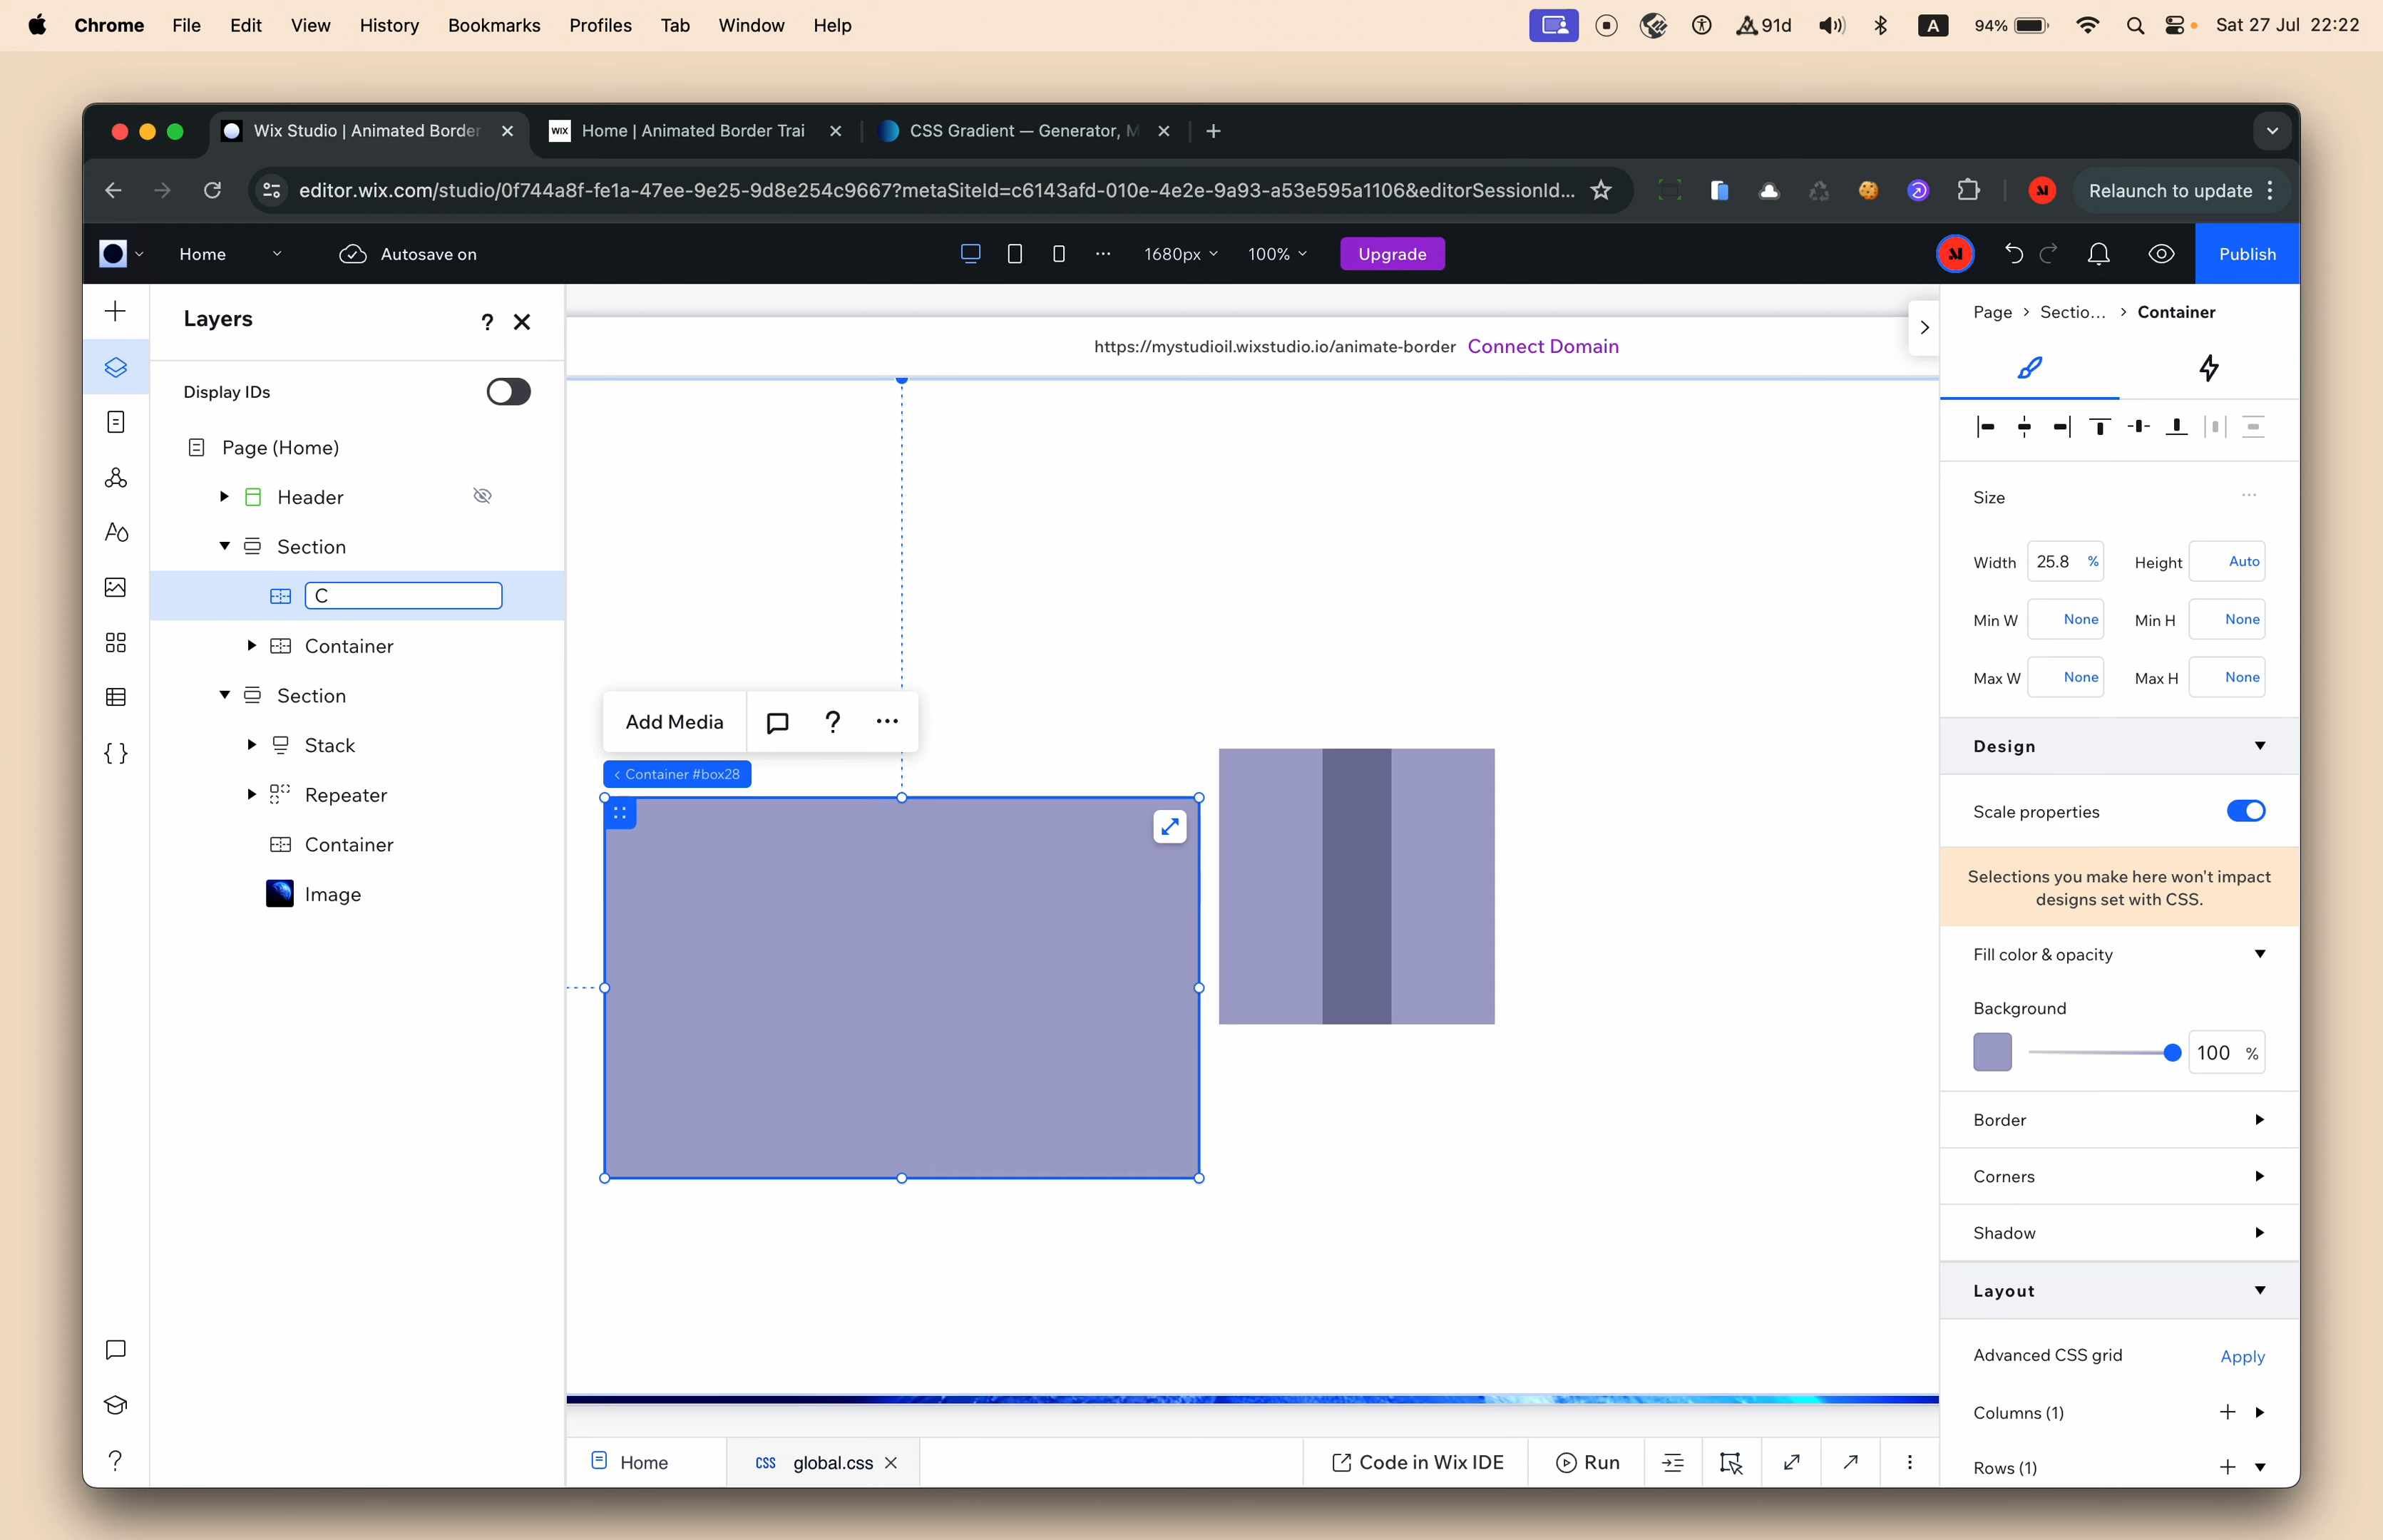 Chrome File Edit View History Bookmarks Profiles Tab Window Help
91d A 94% Sat 27 Jul 22:22
Wix Studio | Animated Border
WIX Home | Animated Border Trai
CSS Gradient — Generator, M
editor.wix.com/studio/0f744a8f-fe1a-47ee-9e25-9d8e254c9667?metaSiteId=c6143afd-010e-4e2e-9a93-a53e595a1106&editorSessionId...
Relaunch to update
Home
Autosave on
1680px
100%
Upgrade
Publish
Layers
?
Display IDs
Page (Home)
Header
Section
C
Container
Section
Stack
Repeater
Container
Image
https://mystudioil.wixstudio.io/animate-border Connect Domain
Add Media
?
Container #box28
Page > Sectio... > Container
Size
Width 25.8 % Height Auto
Min W None Min H None
Max W None Max H None
Design
Scale properties
Selections you make here won't impact
designs set with CSS.
Fill color & opacity
Background
100 %
Border
Corners
Shadow
Layout
Advanced CSS grid Apply
Columns (1)
Rows (1)
?
Home
CSS global.css
Code in Wix IDE
Run